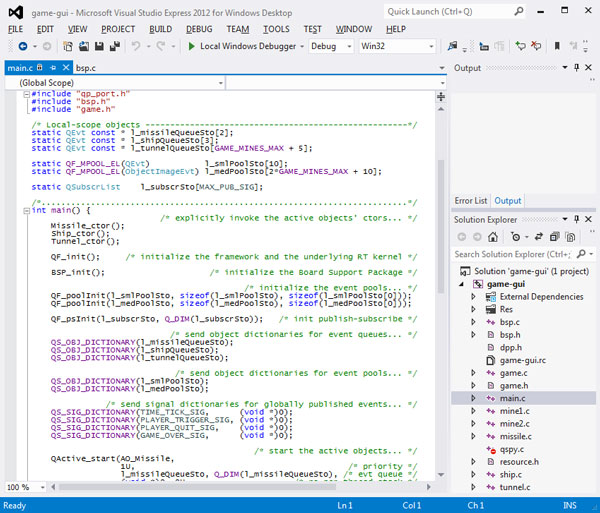 game-gui - Microsoft Visual Studio Express 2012 for Windows Desktop
Quick Launch (Ctrl+Q)
FILE EDIT VIEW PROJECT BUILD DEBUG TEAM TOOLS TEST WINDOW HELP
Local Windows Debugger Debug Win32
main.c bsp.c
(Global Scope)
#include "qp_port.h"
#include "bsp.h"
#include "game.h"
/* Local-scope objects -----------------------------------------------*/
static QEvt const * l_missileQueueSto[2];
static QEvt const * l_shipQueueSto[3];
static QEvt const * l_tunnelQueueSto[GAME_MINES_MAX + 5];
static QF_MPOOL_EL(QEvt) l_smlPoolSto[10];
static QF_MPOOL_EL(ObjectImageEvt) l_medPoolSto[2*GAME_MINES_MAX + 10];
static QSubscrList l_subscrSto[MAX_PUB_SIG];
/*..................................................................*/
int main() {
/* explicitly invoke the active objects' ctors... */
Missile_ctor();
Ship_ctor();
Tunnel_ctor();
QF_init(); /* initialize the framework and the underlying RT kernel */
BSP_init(); /* initialize the Board Support Package */
/* initialize the event pools... */
QF_poolInit(l_smlPoolSto, sizeof(l_smlPoolSto), sizeof(l_smlPoolSto[0]));
QF_poolInit(l_medPoolSto, sizeof(l_medPoolSto), sizeof(l_medPoolSto[0]));
QF_psInit(l_subscrSto, Q_DIM(l_subscrSto)); /* init publish-subscribe */
/* send object dictionaries for event queues... */
QS_OBJ_DICTIONARY(l_missileQueueSto);
QS_OBJ_DICTIONARY(l_shipQueueSto);
QS_OBJ_DICTIONARY(l_tunnelQueueSto);
/* send object dictionaries for event pools... */
QS_OBJ_DICTIONARY(l_smlPoolSto);
QS_OBJ_DICTIONARY(l_medPoolSto);
/* send signal dictionaries for globally published events... */
QS_SIG_DICTIONARY(TIME_TICK_SIG, (void *)0);
QS_SIG_DICTIONARY(PLAYER_TRIGGER_SIG, (void *)0);
QS_SIG_DICTIONARY(PLAYER_QUIT_SIG, (void *)0);
QS_SIG_DICTIONARY(GAME_OVER_SIG, (void *)0);
/* start the active objects... */
QActive_start(AO_Missile,
1U, /* priority */
l_missileQueueSto, Q_DIM(l_missileQueueSto), /* evt queue */
100 %
Output
Error List Output
Solution Explorer
Search Solution Explorer (Ctrl+;)
Solution 'game-gui' (1 project)
game-gui
External Dependencies
Res
bsp.c
bsp.h
dpp.h
game-gui.rc
game.c
game.h
main.c
mine1.c
mine2.c
missile.c
qspy.c
resource.h
ship.c
tunnel.c
Ready Ln 1 Col 1 Ch 1 INS